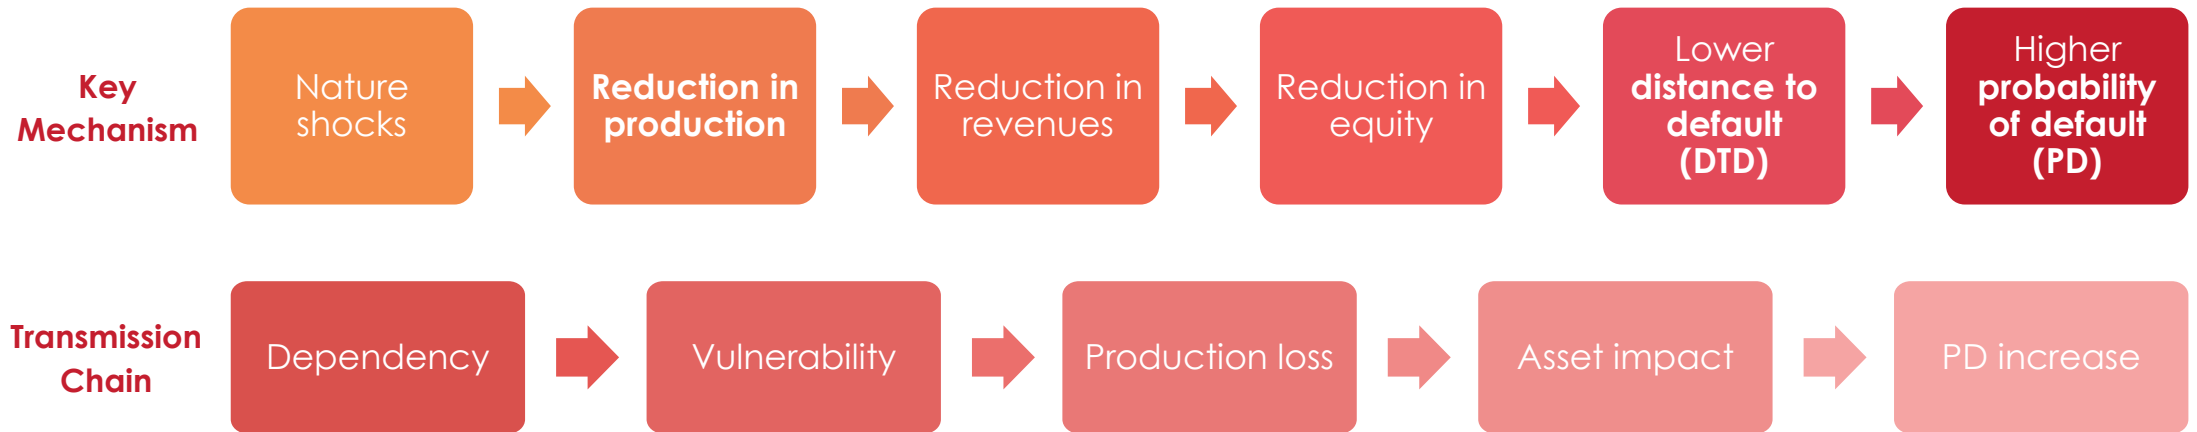 Key
Mechanism
Nature
shocks
Reduction in
production
Reduction in
revenues
Reduction in
equity
Lower
distance to
default
(DTD)
Higher
probability
of default
(PD)
Transmission
Chain
Dependency
Vulnerability
Production loss
Asset impact
PD increase